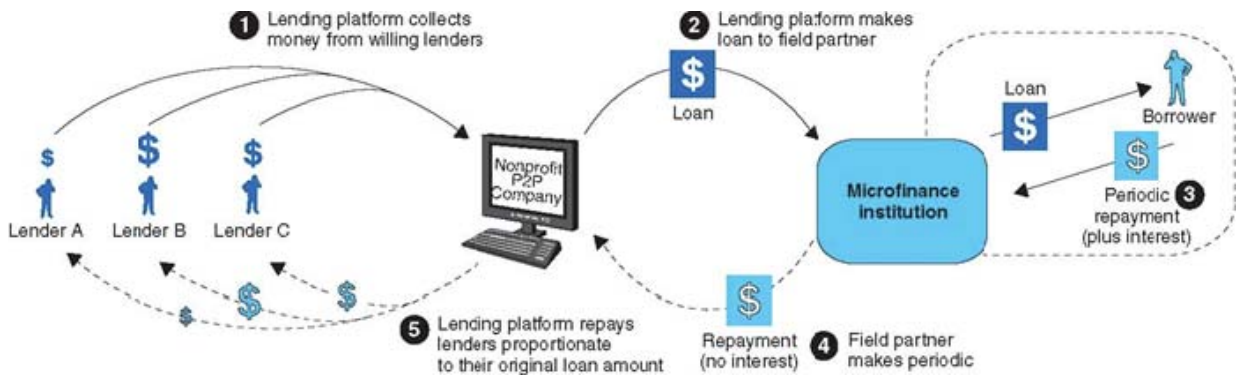 1 Lending platform collects
money from willing lenders
2 Lending platform makes
loan to field partner
$
Loan
Loan
$
Borrower
$ $ $
Lender A Lender B Lender C
Nonprofit
P2P
Company
Microfinance
institution
$
Periodic 3
repayment
(plus interest)
$ $ $
5 Lending platform repays
lenders proportionate
to their original loan amount
$
Repayment
(no interest)
4 Field partner
makes periodic